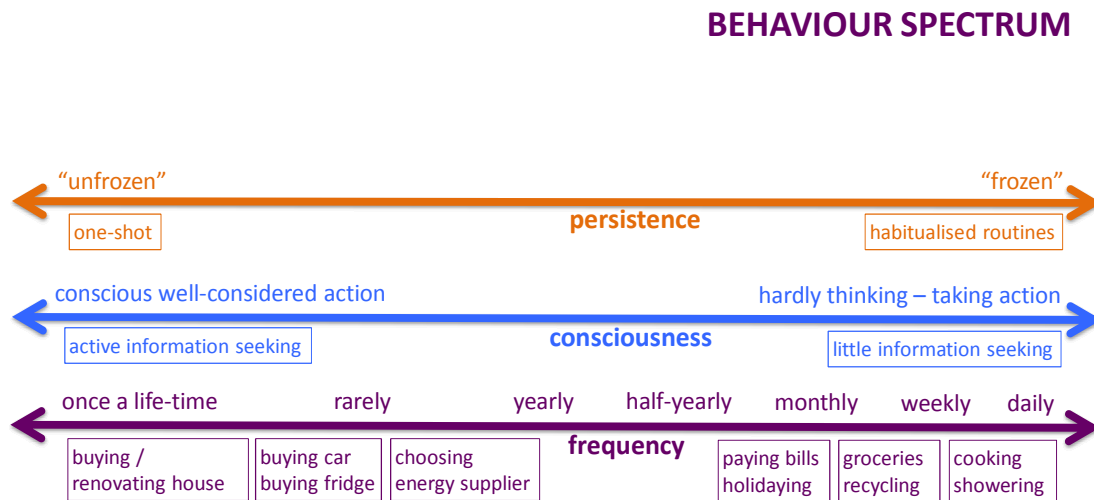 BEHAVIOUR SPECTRUM
“unfrozen” “frozen”
persistence
one-shot habitualised routines
conscious well-considered action hardly thinking – taking action
consciousness
active information seeking little information seeking
once a life-time rarely yearly half-yearly monthly weekly daily
frequency
buying / buying car choosing paying bills groceries cooking
renovating house buying fridge energy supplier holidaying recycling showering